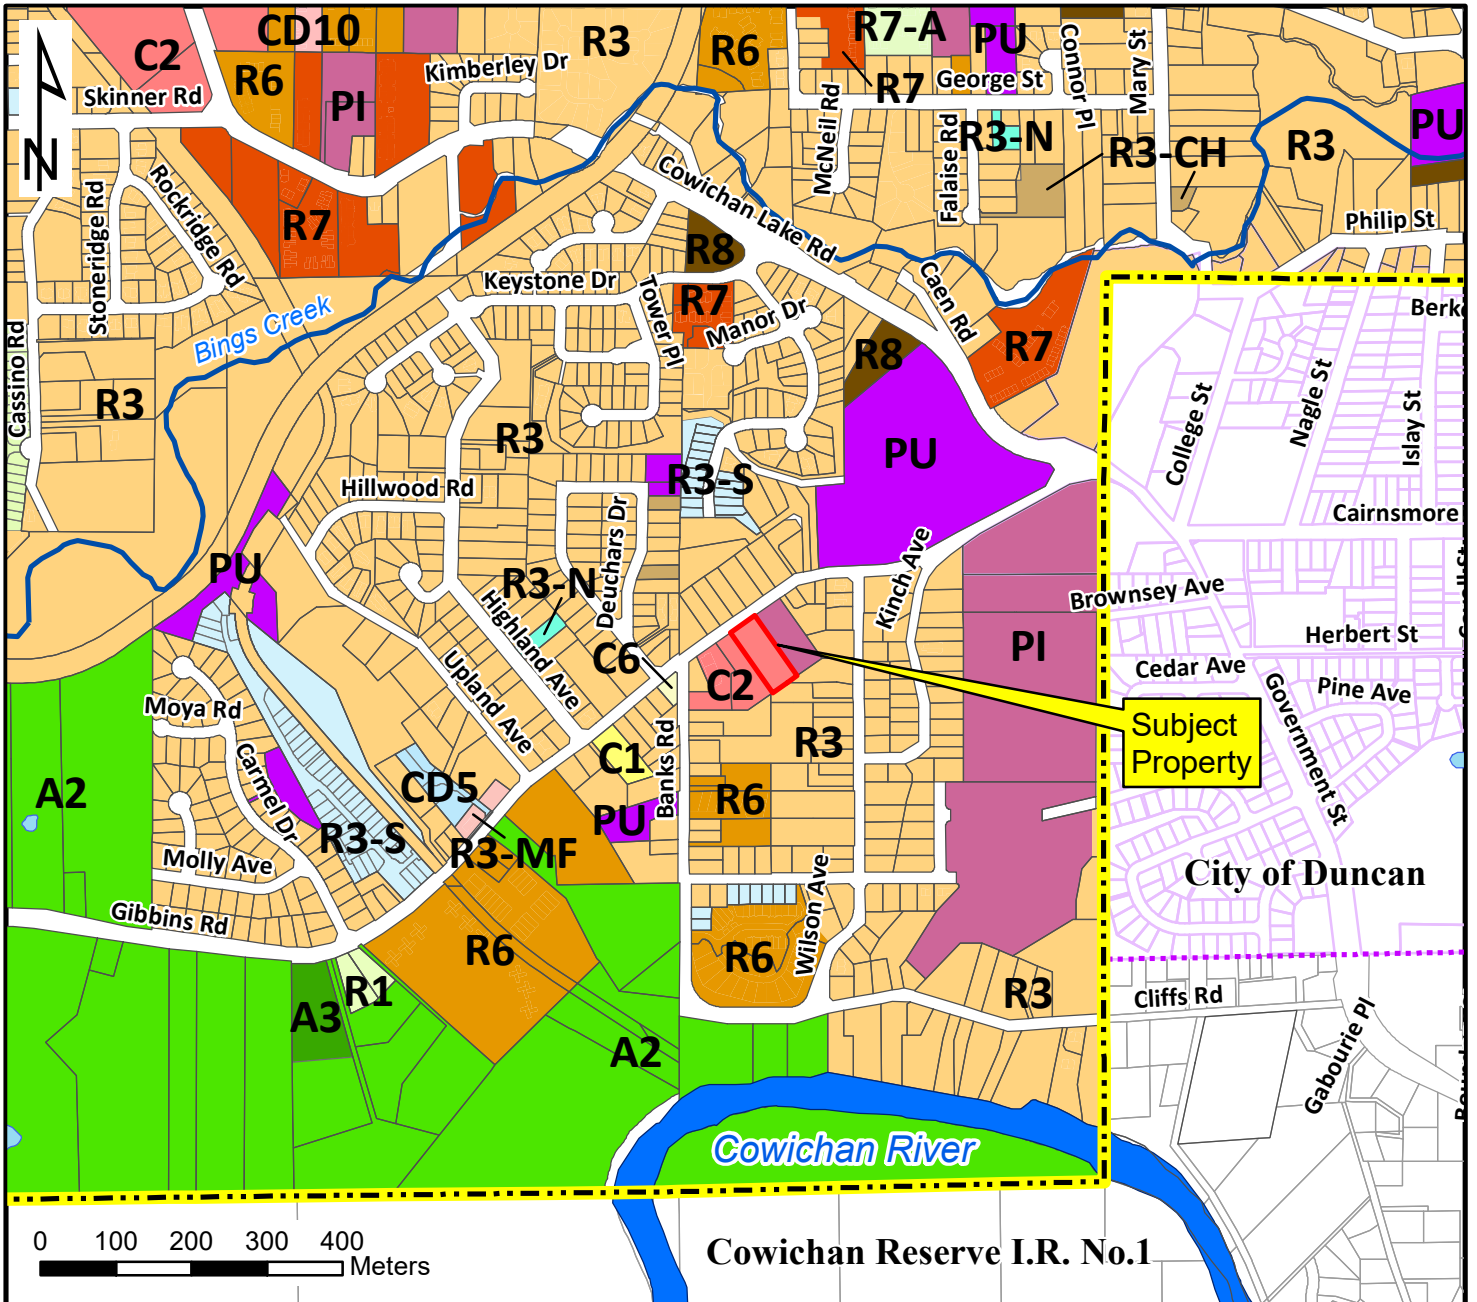 C2
CD10
R3
R6
R7-A
PU
Connor Pl
Mary St
R6
Kimberley Dr
R7
George St
Skinner Rd
PI
McNeil Rd
Falaise Rd
R3-N
R3-CH
R3
PU
N
Stoneridge Rd
Rockridge Rd
Cowichan Lake Rd
R7
Philip St
R8
Keystone Dr
Tower Pl
R7
Manor Dr
Caen Rd
Bings Creek
Cassino Rd
R8
R7
College St
Nagle St
Islay St
R3
R3
PU
R3-S
Hillwood Rd
Deuchars Dr
Cairnsmore
PU
R3-N
Kinch Ave
Brownsey Ave
Highland Ave
Herbert St
C6
PI
Upland Ave
C2
Cedar Ave
Pine Ave
Government St
Moya Rd
Subject
Property
R3
Banks Rd
C1
Carmel Dr
A2
CD5
R6
PU
R3-S
R3-MF
Molly Ave
City of Duncan
Gibbins Rd
Wilson Ave
R6
R6
R1
R3
Cliffs Rd
A3
Gabourie Pl
A2
Cowichan River
0 100 200 300 400
Meters
Cowichan Reserve I.R. No.1